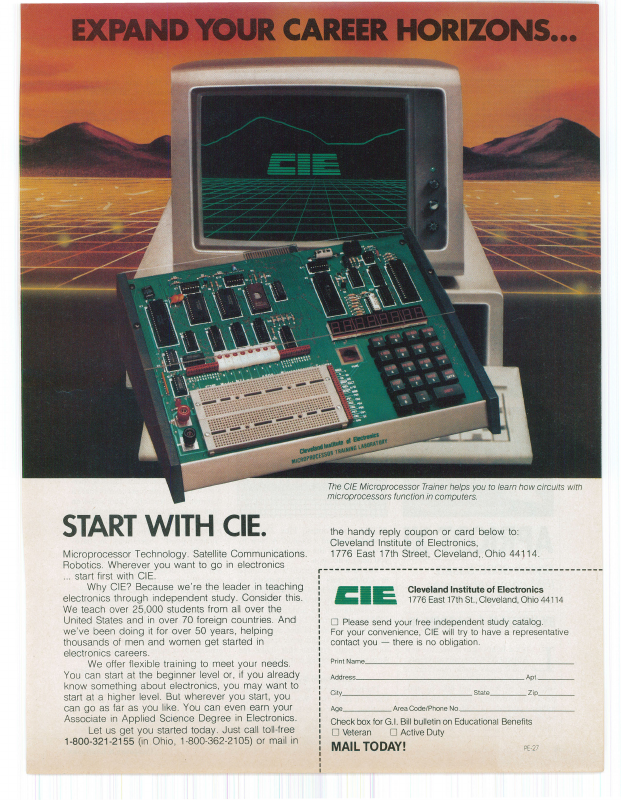 EXPAND YOUR CAREER HORIZONS...
CIE
Cleveland Institute of Electronics
MICROPROCESSOR TRAINING LABORATORY
The CIE Microprocessor Trainer helps you to learn how circuits with
microprocessors function in computers.
START WITH CIE.
Microprocessor Technology. Satellite Communications.
Robotics. Wherever you want to go in electronics
... start first with CIE.
Why CIE? Because we're the leader in teaching
electronics through independent study. Consider this.
We teach over 25,000 students from all over the
United States and in over 70 foreign countries. And
we've been doing it for over 50 years, helping
thousands of men and women get started in
electronics careers.
We offer flexible training to meet your needs.
You can start at the beginner level or, if you already
know something about electronics, you may want to
start at a higher level. But wherever you start, you
can go as far as you like. You can even earn your
Associate in Applied Science Degree in Electronics.
Let us get you started today. Just call toll-free
1-800-321-2155 (in Ohio, 1-800-362-2105) or mail in
the handy reply coupon or card below to:
Cleveland Institute of Electronics,
1776 East 17th Street, Cleveland, Ohio 44114.
CIE
Cleveland Institute of Electronics
1776 East 17th St., Cleveland, Ohio 44114
□ Please send your free independent study catalog.
For your convenience, CIE will try to have a representative
contact you — there is no obligation.
Print Name
Address Apt
City State Zip
Age Area Code/Phone No
Check box for G.I. Bill bulletin on Educational Benefits
□ Veteran □ Active Duty
MAIL TODAY!
PE-27